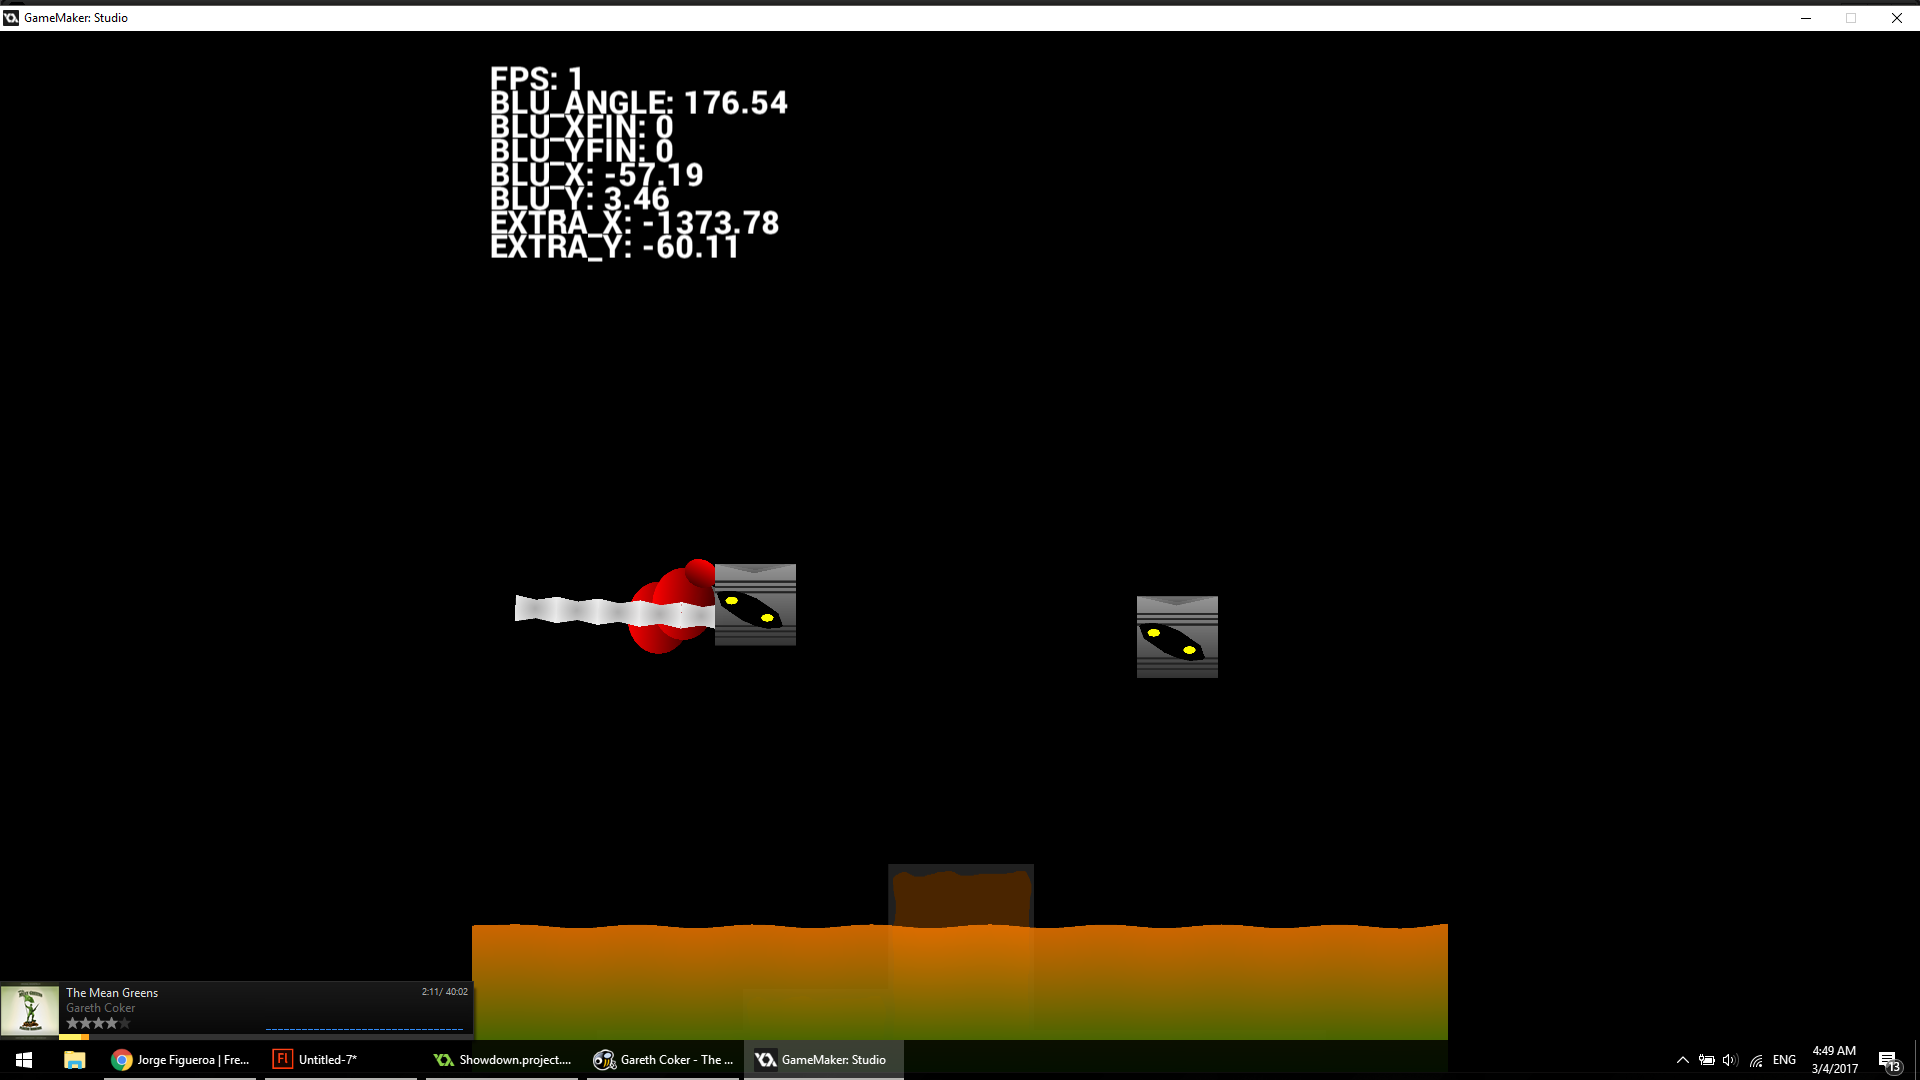 GameMaker: Studio
FPS: 1
BLU_ANGLE: 176.54
BLU_XFIN: 0
BLU_YFIN: 0
BLU_X: -57.19
BLU_Y: 3.46
EXTRA_X: -1373.78
EXTRA_Y: -60.11
The Mean Greens
2:11/ 40:02
Gareth Coker
Jorge Figueroa | Fre...
Fl
Untitled-7*
Showdown.project....
Gareth Coker - The ...
GameMaker: Studio
ENG
4:49 AM
3/4/2017
13